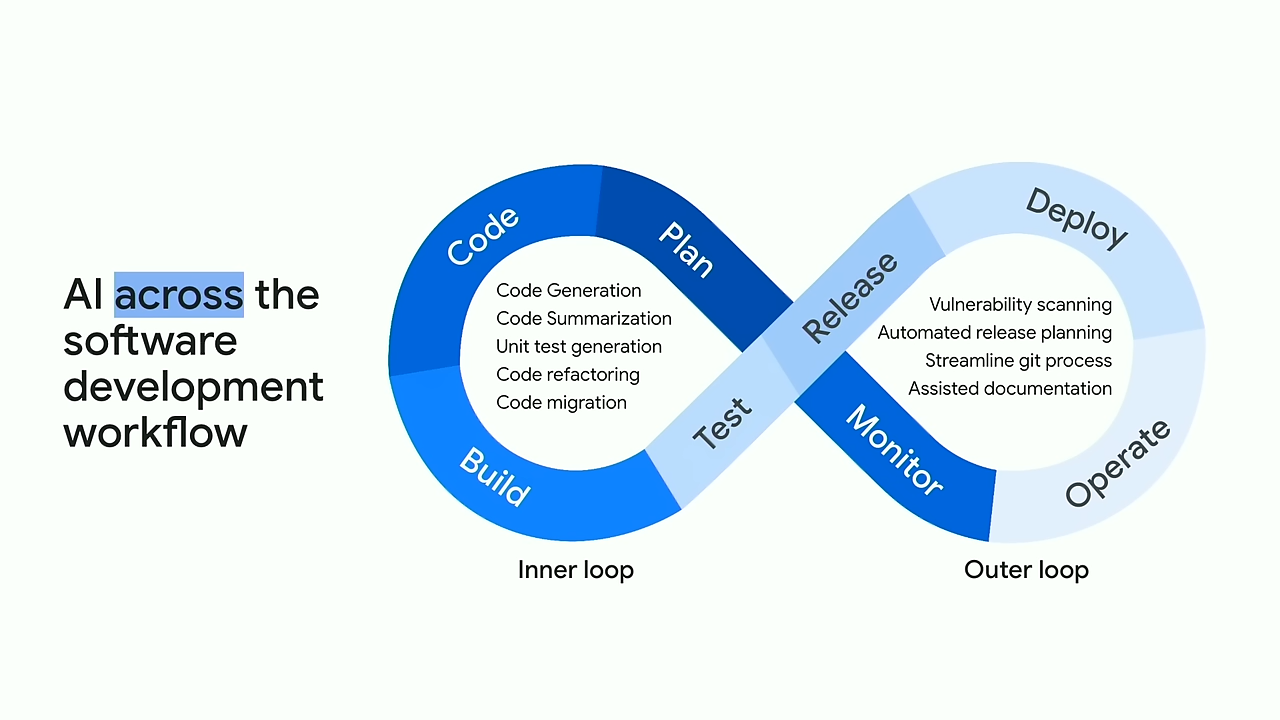 AI across the
software
development
workflow
Code
Plan
Build
Test
Release
Deploy
Operate
Monitor
Code Generation
Code Summarization
Unit test generation
Code refactoring
Code migration
Vulnerability scanning
Automated release planning
Streamline git process
Assisted documentation
Inner loop
Outer loop